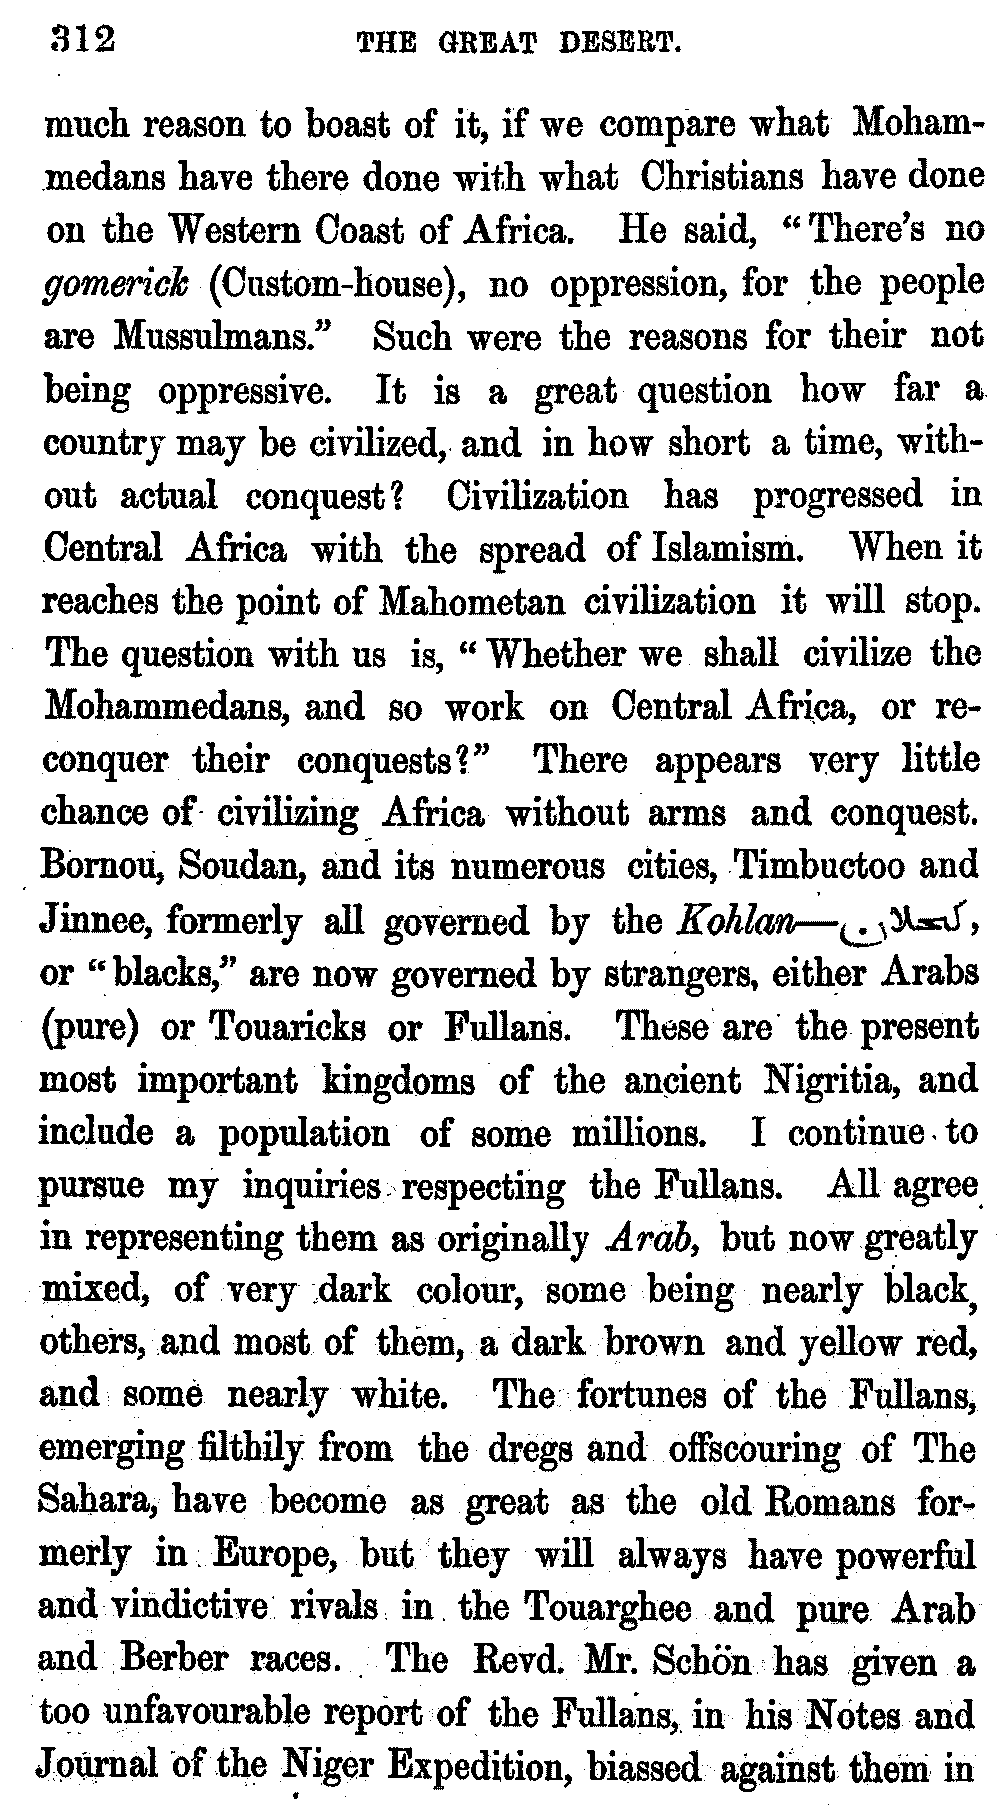 312 THE GREAT DESERT.
much reason to boast of it, if we compare what Moham-
medans have there done with what Christians have done
on the Western Coast of Africa. He said, “There’s no
gomerick (Custom-house), no oppression, for the people
are Mussulmans.” Such were the reasons for their not
being oppressive. It is a great question how far a
country may be civilized, and in how short a time, with-
out actual conquest? Civilization has progressed in
Central Africa with the spread of Islamism. When it
reaches the point of Mahometan civilization it will stop.
The question with us is, “Whether we shall civilize the
Mohammedans, and so work on Central Africa, or re-
conquer their conquests?” There appears very little
chance of civilizing Africa without arms and conquest.
Bornou, Soudan, and its numerous cities, Timbuctoo and
Jinnee, formerly all governed by the Kohlan—كحلان,
or “blacks,” are now governed by strangers, either Arabs
(pure) or Touaricks or Fullans. These are the present
most important kingdoms of the ancient Nigritia, and
include a population of some millions. I continue to
pursue my inquiries respecting the Fullans. All agree
in representing them as originally Arab, but now greatly
mixed, of very dark colour, some being nearly black,
others, and most of them, a dark brown and yellow red,
and some nearly white. The fortunes of the Fullans,
emerging filthily from the dregs and offscouring of The
Sahara, have become as great as the old Romans for-
merly in Europe, but they will always have powerful
and vindictive rivals in the Touarghee and pure Arab
and Berber races. The Revd. Mr. Schön has given a
too unfavourable report of the Fullans, in his Notes and
Journal of the Niger Expedition, biassed against them in